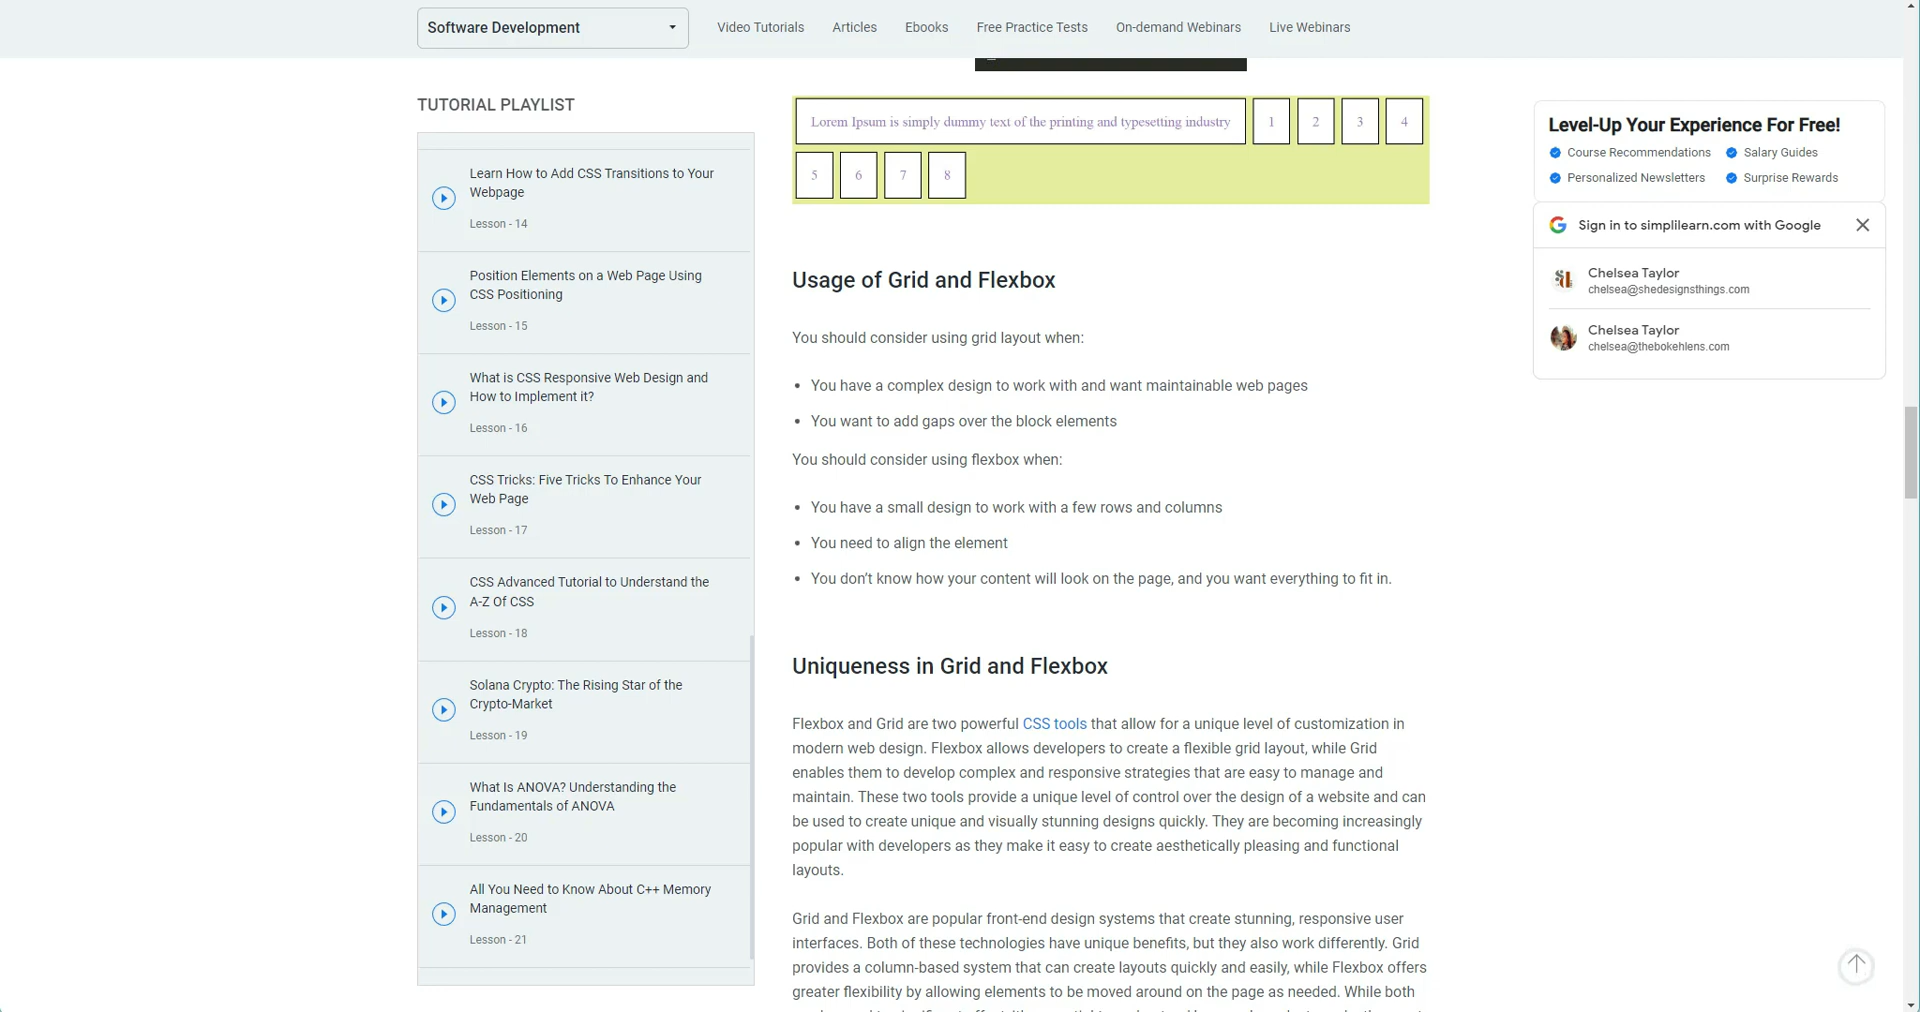 Software Development
Video Tutorials
Articles
Ebooks
Free Practice Tests
On-demand Webinars
Live Webinars
TUTORIAL PLAYLIST
Learn How to Add CSS Transitions to Your
Webpage
Lesson - 14
Position Elements on a Web Page Using
CSS Positioning
Lesson - 15
What is CSS Responsive Web Design and
How to Implement it?
Lesson - 16
CSS Tricks: Five Tricks To Enhance Your
Web Page
Lesson - 17
CSS Advanced Tutorial to Understand the
A-Z Of CSS
Lesson - 18
Solana Crypto: The Rising Star of the
Crypto-Market
Lesson - 19
What Is ANOVA? Understanding the
Fundamentals of ANOVA
Lesson - 20
All You Need to Know About C++ Memory
Management
Lesson - 21
Lorem Ipsum is simply dummy text of the printing and typesetting industry 1 2 3 4
5 6 7 8
Usage of Grid and Flexbox
You should consider using grid layout when:
• You have a complex design to work with and want maintainable web pages
• You want to add gaps over the block elements
You should consider using flexbox when:
• You have a small design to work with a few rows and columns
• You need to align the element
• You don’t know how your content will look on the page, and you want everything to fit in.
Uniqueness in Grid and Flexbox
Flexbox and Grid are two powerful CSS tools that allow for a unique level of customization in
modern web design. Flexbox allows developers to create a flexible grid layout, while Grid
enables them to develop complex and responsive strategies that are easy to manage and
maintain. These two tools provide a unique level of control over the design of a website and can
be used to create unique and visually stunning designs quickly. They are becoming increasingly
popular with developers as they make it easy to create aesthetically pleasing and functional
layouts.
Grid and Flexbox are popular front-end design systems that create stunning, responsive user
interfaces. Both of these technologies have unique benefits, but they also work differently. Grid
provides a column-based system that can create layouts quickly and easily, while Flexbox offers
greater flexibility by allowing elements to be moved around on the page as needed. While both
Level-Up Your Experience For Free!
Course Recommendations
Salary Guides
Personalized Newsletters
Surprise Rewards
Sign in to simplilearn.com with Google
Chelsea Taylor
chelsea@shedesignsthings.com
Chelsea Taylor
chelsea@thebokehlens.com